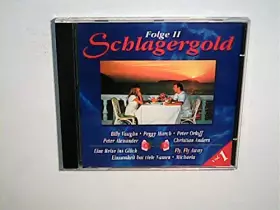 Folge II
Schlagergold
Billy Vaughn • Peggy March • Peter Orloff
Peter Alexander Christian Anders
Eine Reise ins Glück Fly, Fly Away
Einsamkeit hat viele Namen • Michaela
Vol. 1